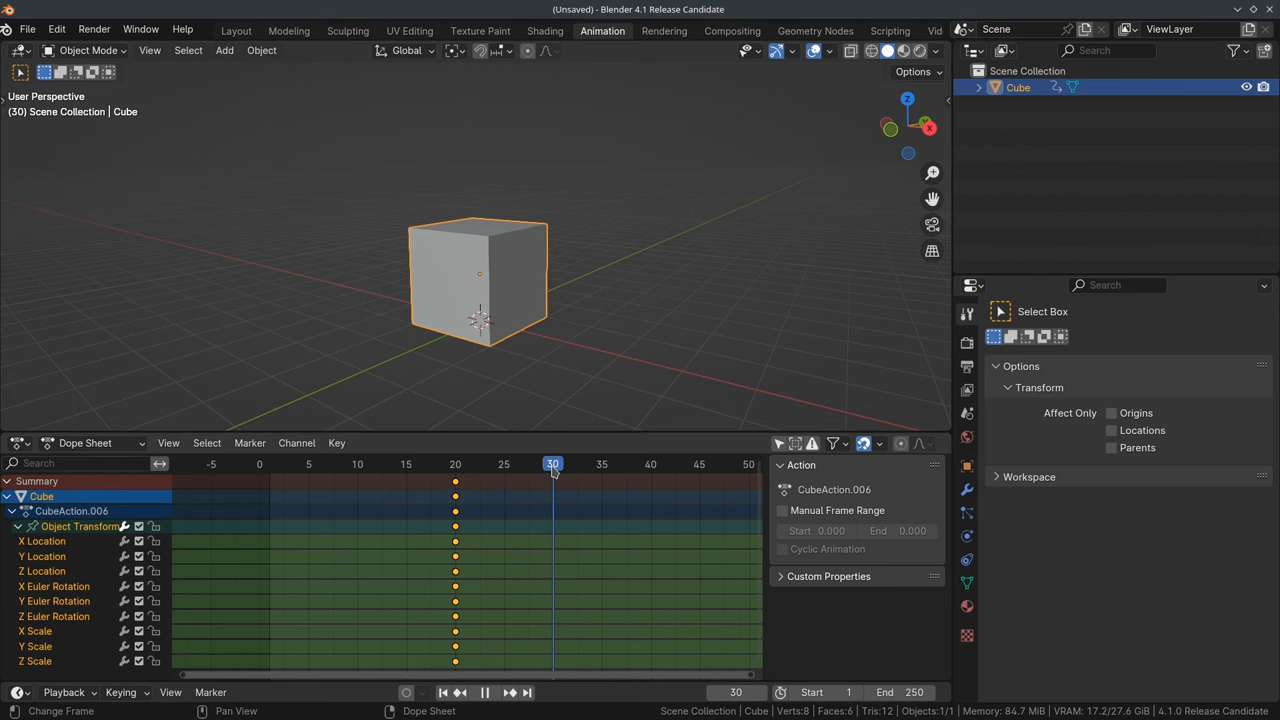 (Unsaved) - Blender 4.1 Release Candidate
File Edit Render Window Help Layout Modeling Sculpting UV Editing Texture Paint Shading Animation Rendering Compositing Geometry Nodes Scripting Vid Scene ViewLayer
Object Mode View Select Add Object Global Search
Options
Scene Collection
Cube
User Perspective
(30) Scene Collection | Cube
X
Z
Search
Select Box
Options
Transform
Affect Only Origins
Locations
Parents
Workspace
Dope Sheet View Select Marker Channel Key
Search -5 0 5 10 15 20 25 30 35 40 45 50
Action
Summary
Cube
CubeAction.006
Object Transform
X Location
Y Location
Z Location
X Euler Rotation
Y Euler Rotation
Z Euler Rotation
X Scale
Y Scale
Z Scale
CubeAction.006
Manual Frame Range
Start 0.000 End 0.000
Cyclic Animation
Custom Properties
Playback Keying View Marker 30 Start 1 End 250
Change Frame Pan View Dope Sheet Scene Collection | Cube | Verts:8 | Faces:6 | Tris:12 | Objects:1/1 | Memory: 84.7 MiB | VRAM: 17.2/27.6 GiB | 4.1.0 Release Candidate